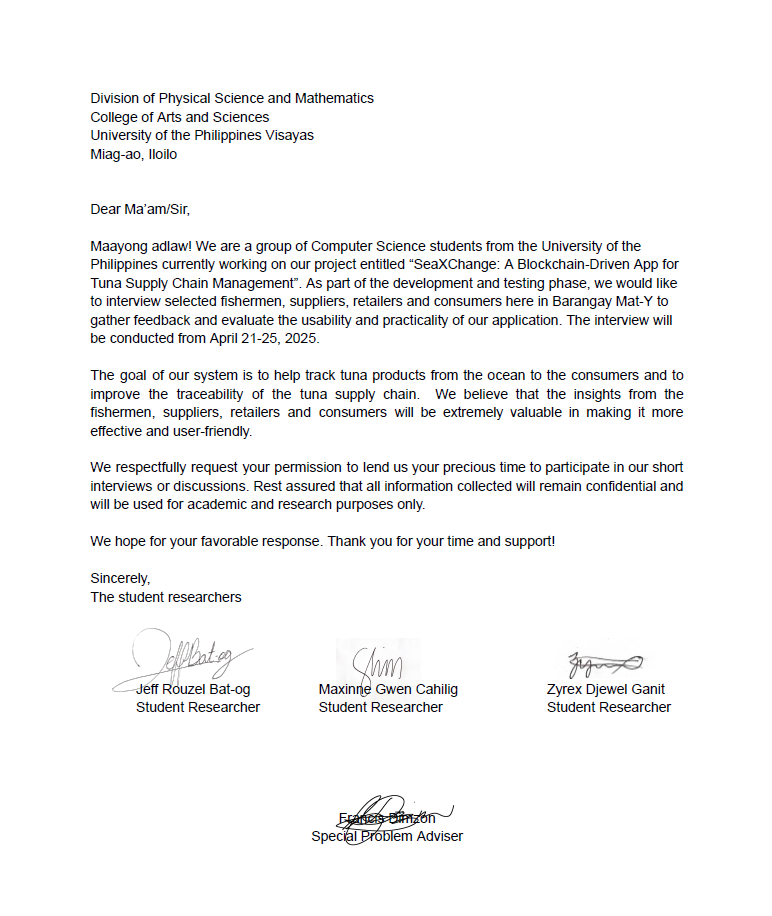 Division of Physical Science and Mathematics
College of Arts and Sciences
University of the Philippines Visayas
Miag-ao, Iloilo
Dear Ma’am/Sir,
Maayong adlaw! We are a group of Computer Science students from the University of the
Philippines currently working on our project entitled “SeaXChange: A Blockchain-Driven App for
Tuna Supply Chain Management”. As part of the development and testing phase, we would like
to interview selected fishermen, suppliers, retailers and consumers here in Barangay Mat-Y to
gather feedback and evaluate the usability and practicality of our application. The interview will
be conducted from April 21-25, 2025.
The goal of our system is to help track tuna products from the ocean to the consumers and to
improve the traceability of the tuna supply chain.  We believe that the insights from the
fishermen, suppliers, retailers and consumers will be extremely valuable in making it more
effective and user-friendly.
We respectfully request your permission to lend us your precious time to participate in our short
interviews or discussions. Rest assured that all information collected will remain confidential and
will be used for academic and research purposes only.
We hope for your favorable response. Thank you for your time and support!
Sincerely,
The student researchers
Jeff Bat-og
Jeff Rouzel Bat-og
Student Researcher
Maxinne Gwen Cahilig
Student Researcher
Zyrex Djewel Ganit
Student Researcher
Francis Dimzon
Special Problem Adviser